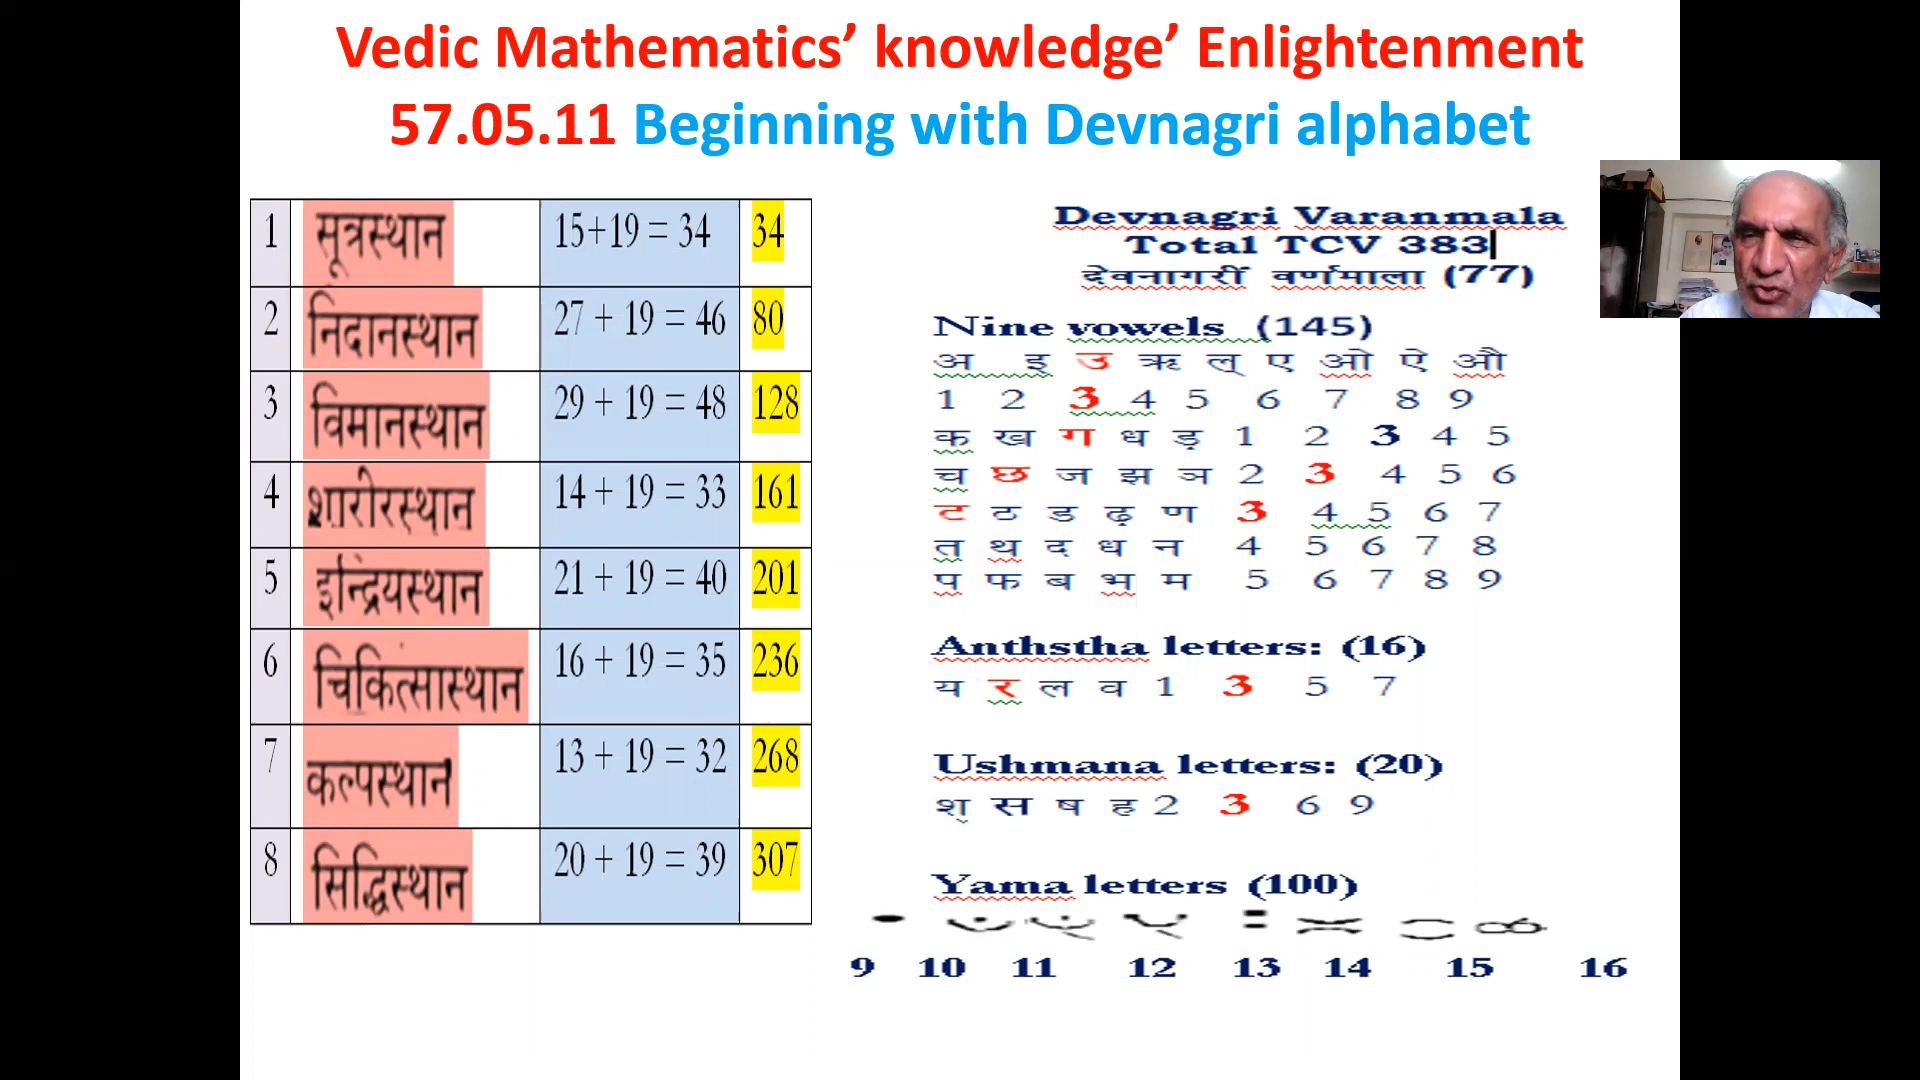 Vedic Mathematics’ knowledge’ Enlightenment
57.05.11 Beginning with Devnagri alphabet
1 सूत्रस्थान 15+19 = 34 34
2 निदानस्थान 27 + 19 = 46 80
3 विमानस्थान 29 + 19 = 48 128
4 शारीरस्थान 14 + 19 = 33 161
5 इन्द्रियस्थान 21 + 19 = 40 201
6 चिकित्सास्थान 16 + 19 = 35 236
7 कल्पस्थान 13 + 19 = 32 268
8 सिद्धिस्थान 20 + 19 = 39 307
Devnagri Varanmala
Total TCV 383
देवनागरी वर्णमाला (77)
Nine vowels (145)
अ इ उ ऋ ल् ए ओ ऐ औ
1 2 3 4 5 6 7 8 9
क ख ग ध ड़ 1 2 3 4 5
च छ ज झ ञ 2 3 4 5 6
ट ठ ड ढ़ ण 3 4 5 6 7
त थ द ध न 4 5 6 7 8
प फ ब भ म 5 6 7 8 9
Anthstha letters: (16)
य र ल व 1 3 5 7
Ushmana letters: (20)
श् स ष ह 2 3 6 9
Yama letters (100)
9 10 11 12 13 14 15 16